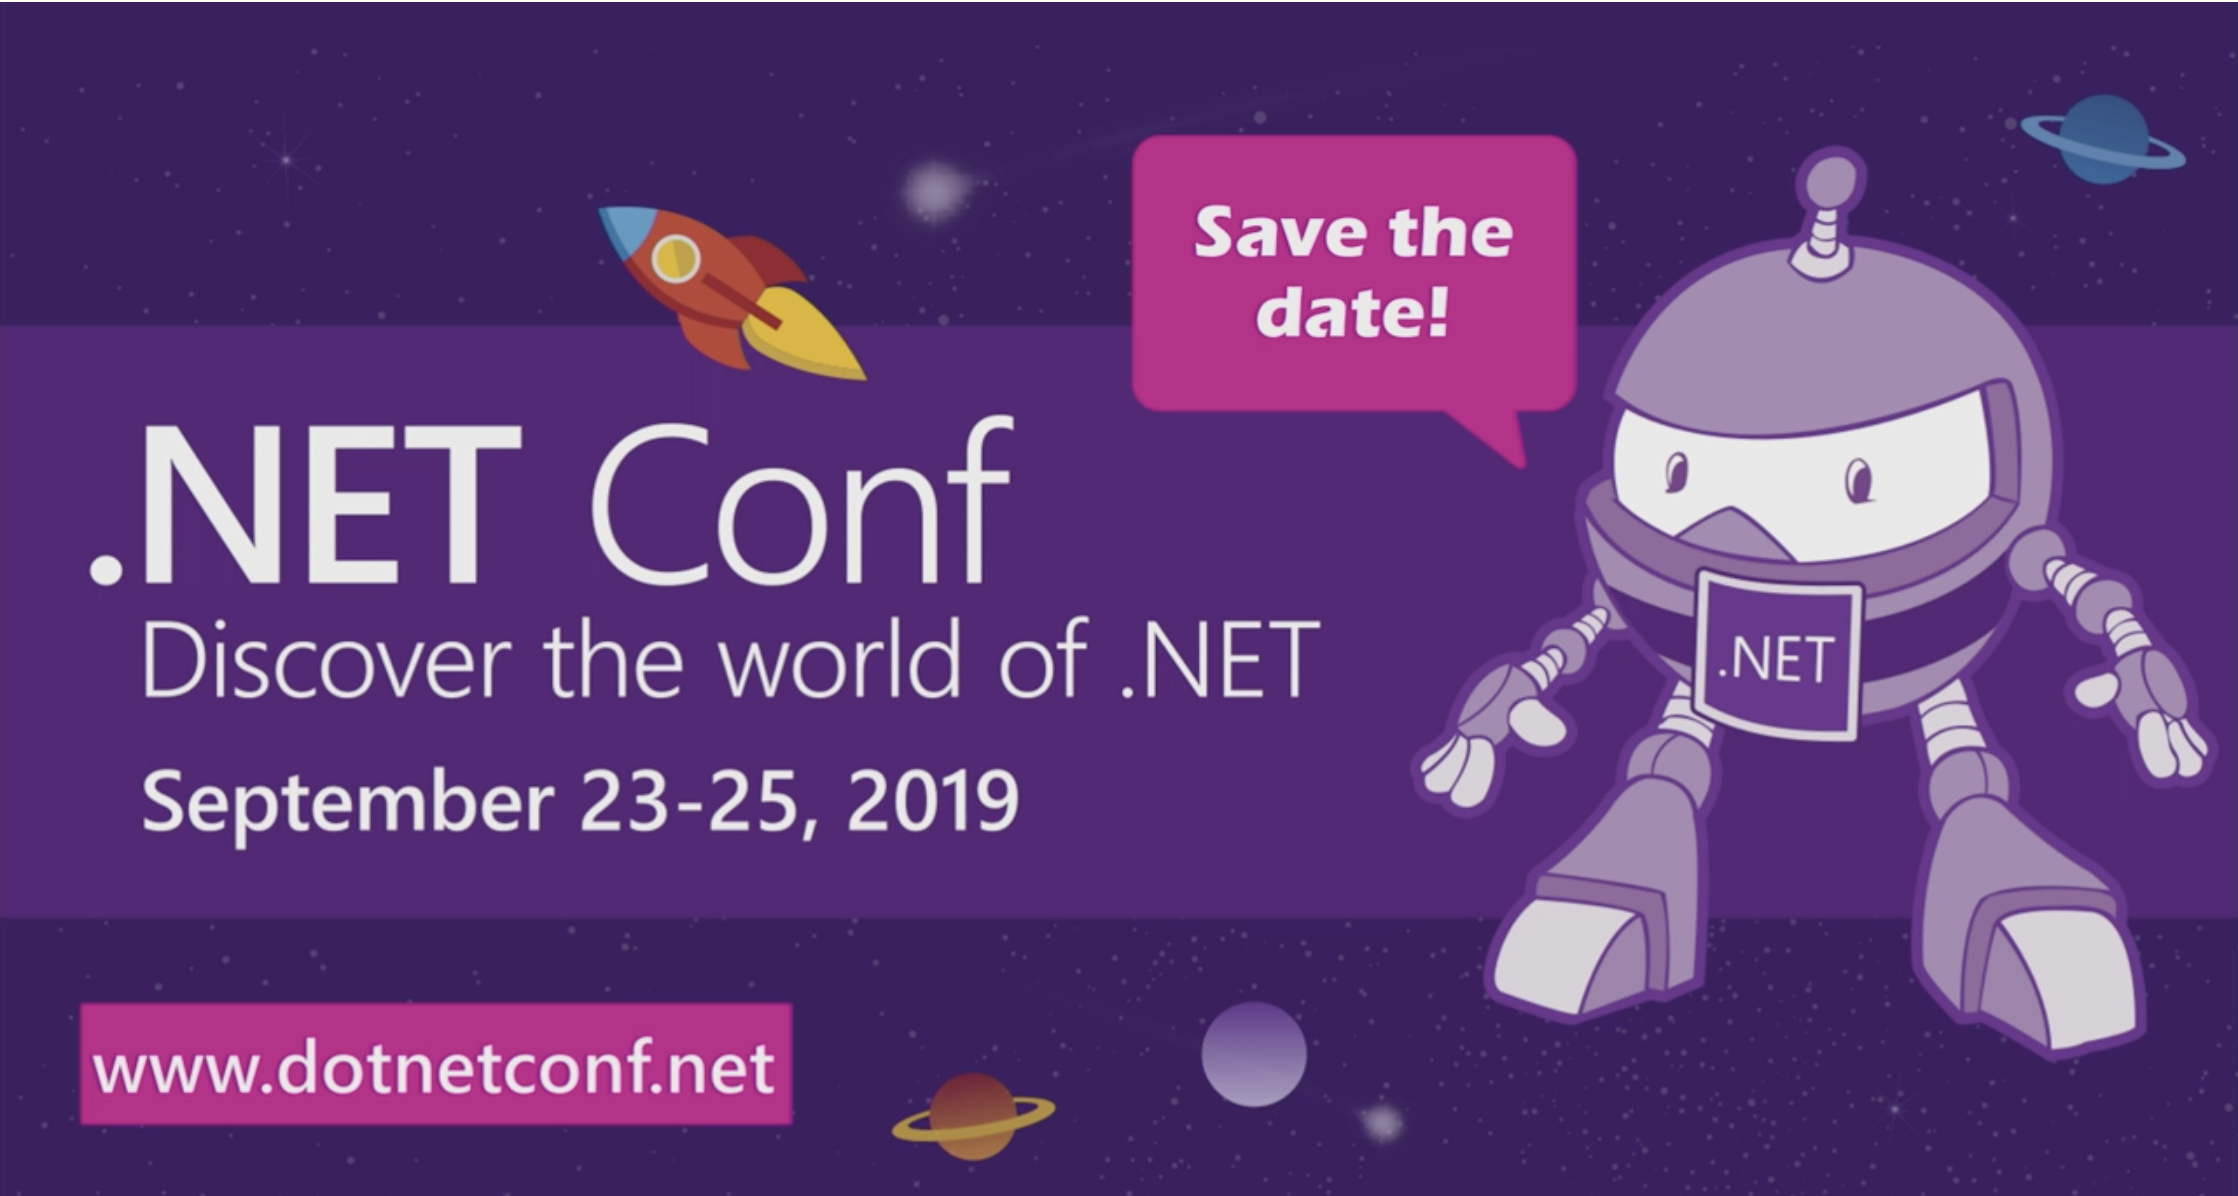 Save the
date!
.NET Conf
Discover the world of .NET
.NET
September 23-25, 2019
www.dotnetconf.net